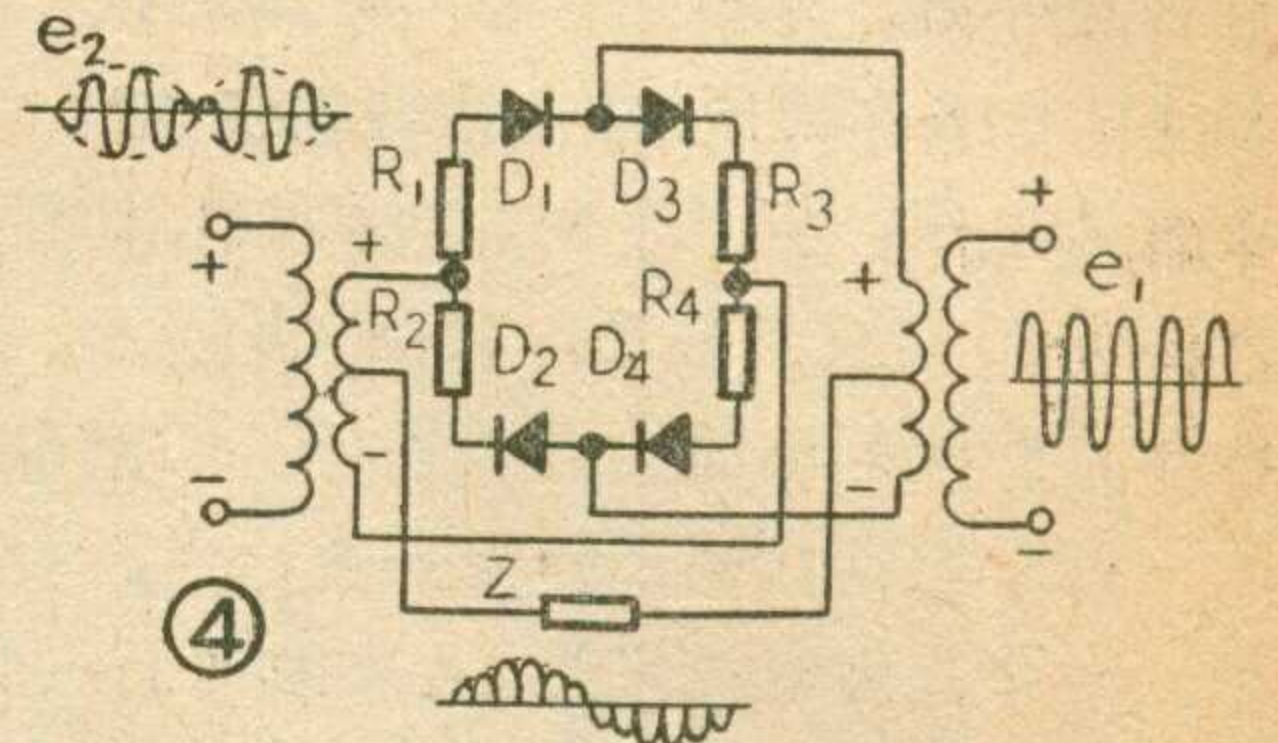 e₂
R₁ D₁ D₃ R₃
+ + + + e₁
R₂ D₂ D₄ R₄
− − − −
Z
④